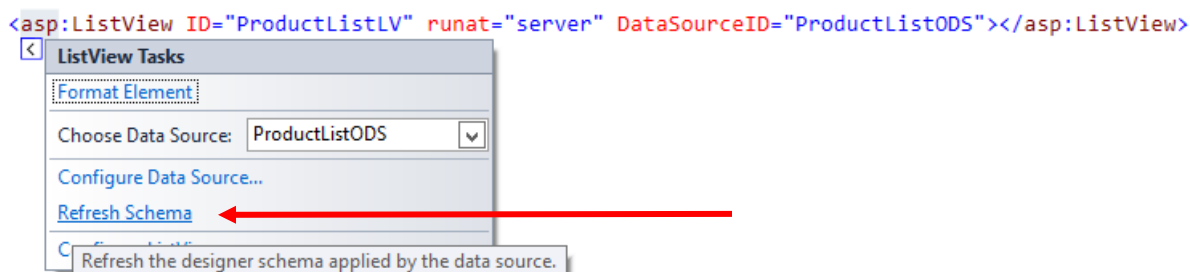 <asp:ListView ID="ProductListLV" runat="server" DataSourceID="ProductListODS"></asp:ListView>
ListView Tasks
Format Element
Choose Data Source: ProductListODS
Configure Data Source...
Refresh Schema
Refresh the designer schema applied by the data source.